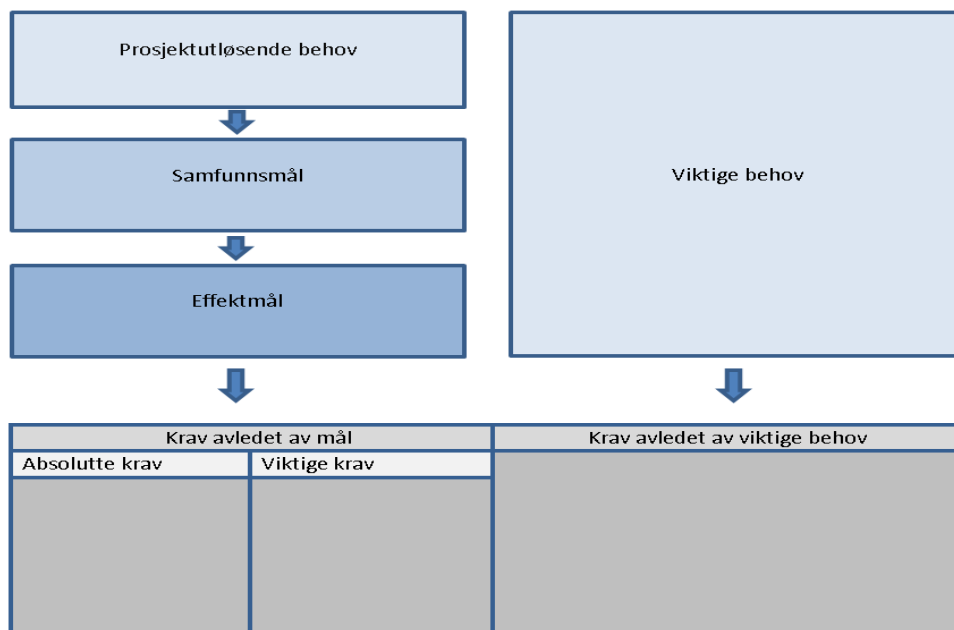 Prosjektutløsende behov
Samfunnsmål
Effektmål
Viktige behov
Krav avledet av mål
Krav avledet av viktige behov
Absolutte krav
Viktige krav